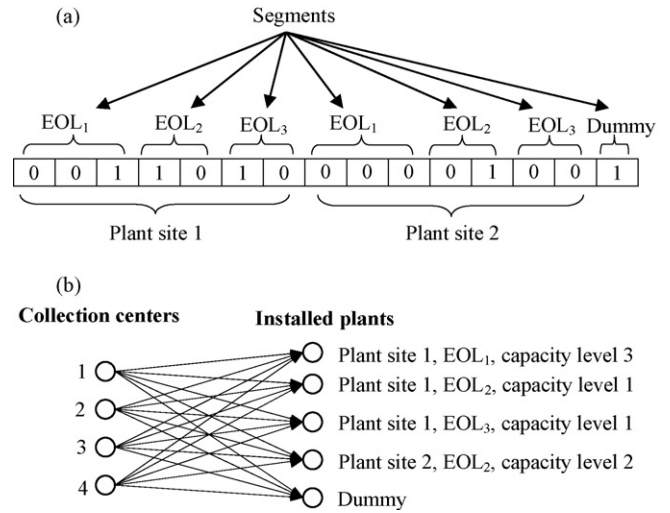 (a)
Segments
EOL₁ EOL₂ EOL₃ EOL₁ EOL₂ EOL₃ Dummy
0 0 1 1 0 1 0 0 0 0 0 1 0 0 1
Plant site 1 Plant site 2
(b)
Collection centers Installed plants
Plant site 1, EOL₁, capacity level 3
1
Plant site 1, EOL₂, capacity level 1
2
Plant site 1, EOL₃, capacity level 1
3
Plant site 2, EOL₂, capacity level 2
4
Dummy